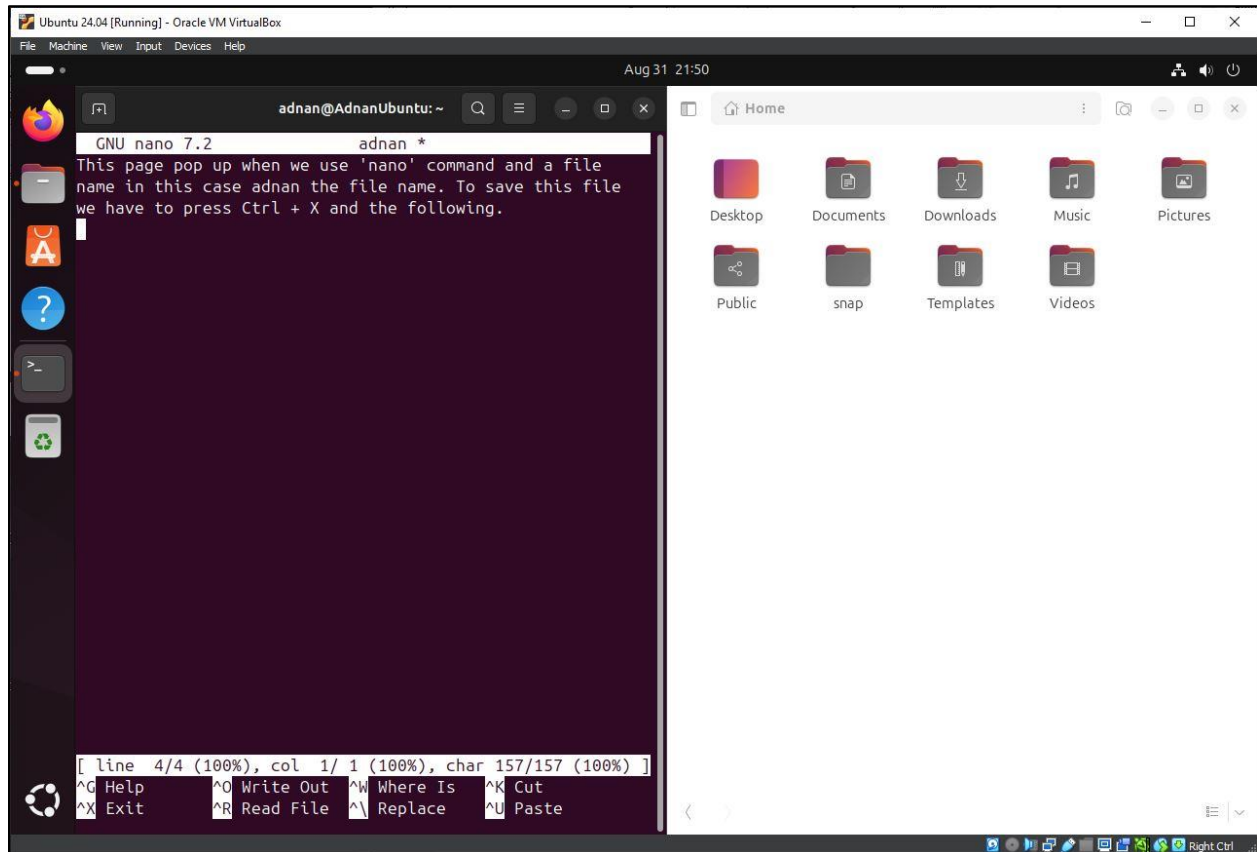 Ubuntu 24.04 [Running] - Oracle VM VirtualBox
File Machine View Input Devices Help
Aug 31 21:50
adnan@AdnanUbuntu: ~
GNU nano 7.2 adnan *
This page pop up when we use 'nano' command and a file
name in this case adnan the file name. To save this file
we have to press Ctrl + X and the following.
[ line 4/4 (100%), col 1/ 1 (100%), char 157/157 (100%) ]
^G Help ^O Write Out ^W Where Is ^K Cut
^X Exit ^R Read File ^\ Replace ^U Paste
Home
Desktop Documents Downloads Music Pictures
Public snap Templates Videos
Right Ctrl